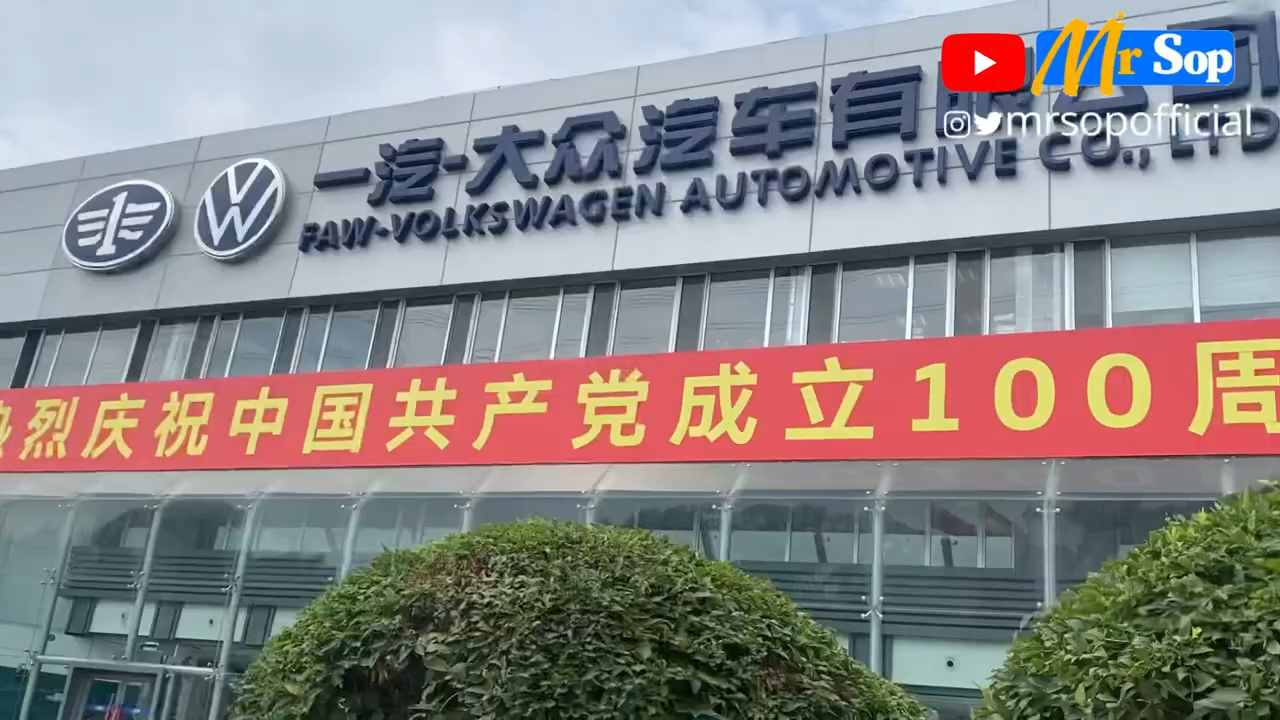 Mr Sop
mrsopofficial
一汽-大众汽车有限公司
FAW-VOLKSWAGEN AUTOMOTIVE CO., LTD
热烈庆祝中国共产党成立100周